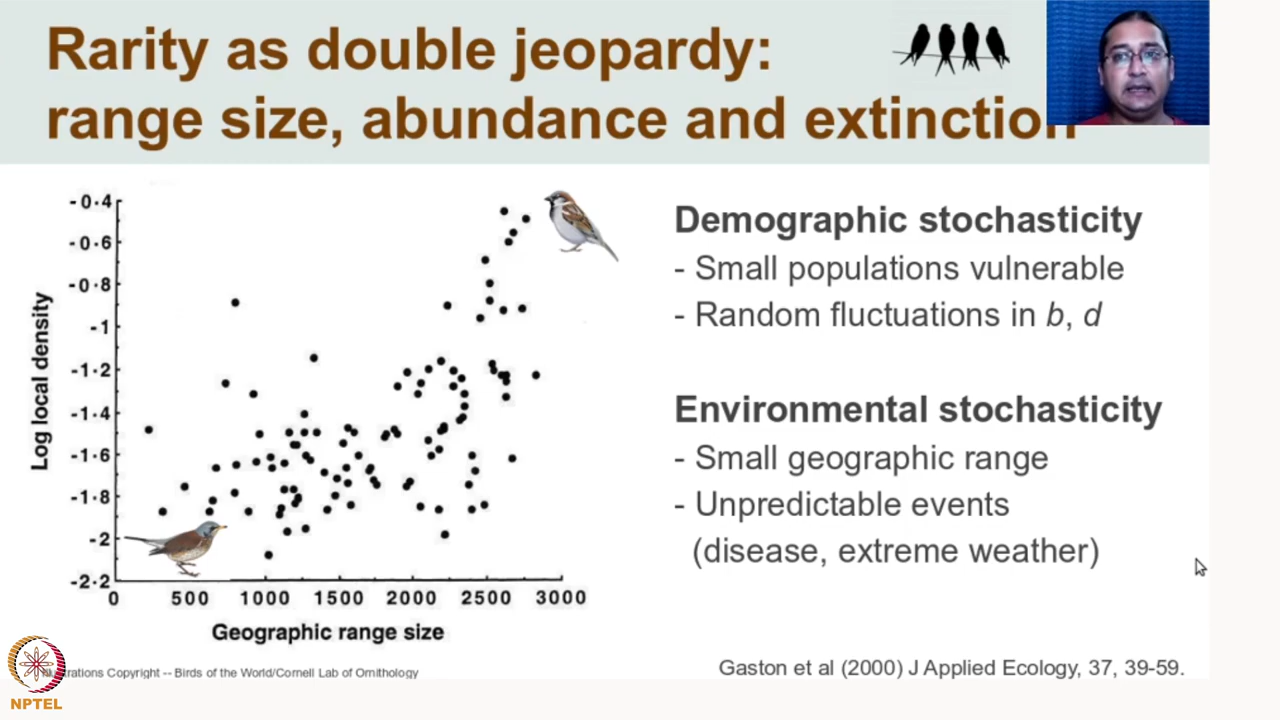 Rarity as double jeopardy:
range size, abundance and extinction
-0·4
-0·6
-0·8
-1
-1·2
-1·4
-1·6
-1·8
-2
-2·2
Log local density
0 500 1000 1500 2000 2500 3000
Geographic range size
Demographic stochasticity
- Small populations vulnerable
- Random fluctuations in b, d
Environmental stochasticity
- Small geographic range
- Unpredictable events
(disease, extreme weather)
Copyright -- Birds of the World/Cornell Lab of Ornithology
Gaston et al (2000) J Applied Ecology, 37, 39-59.
NPTEL